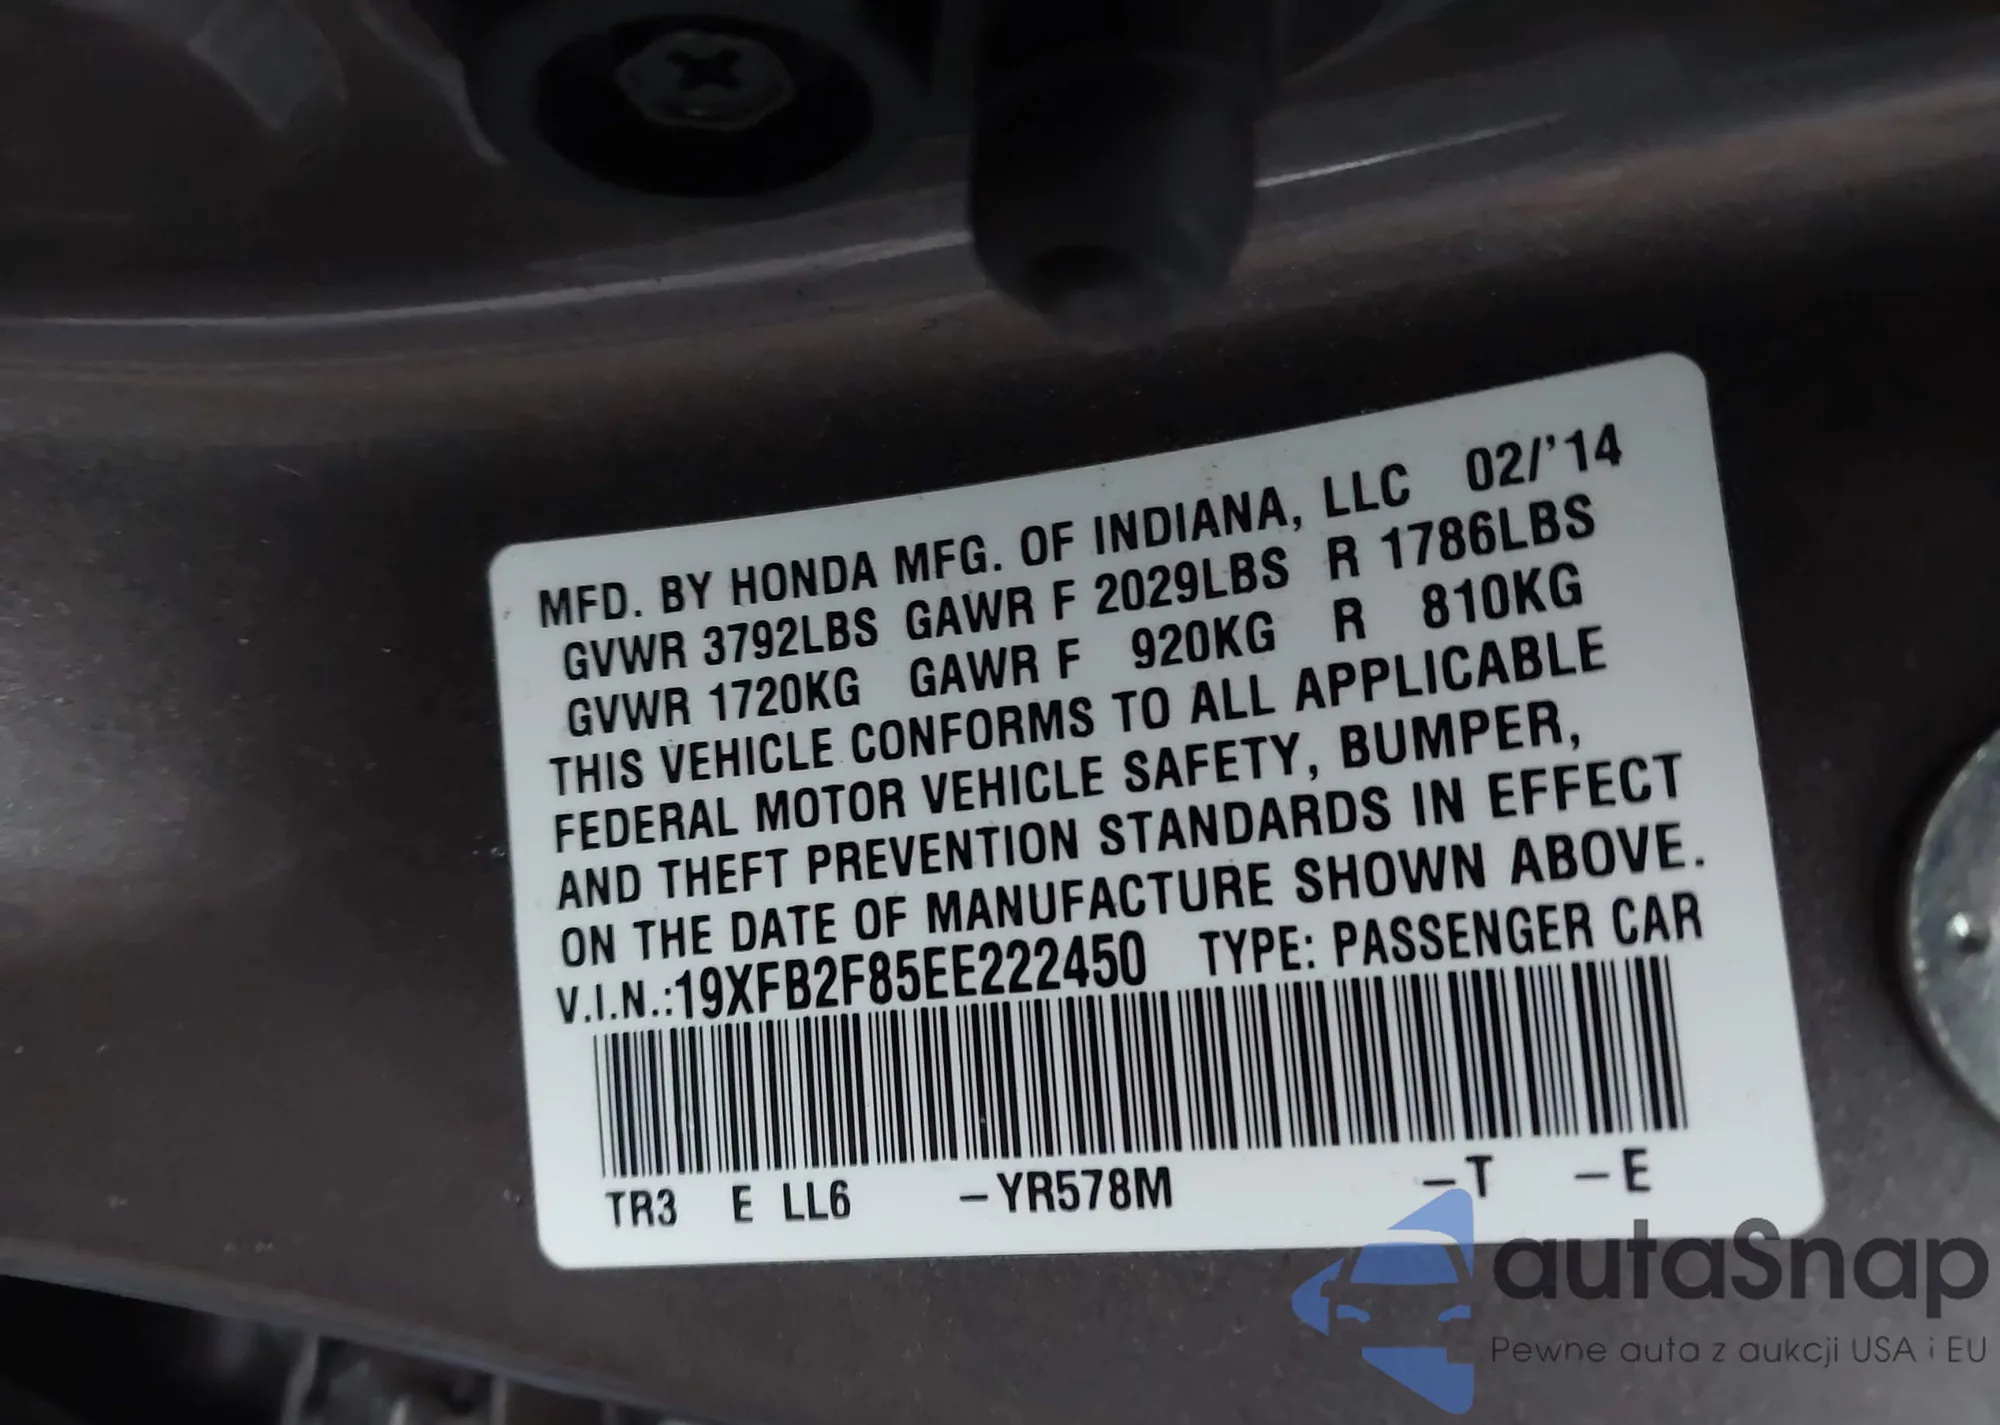 MFD. BY HONDA MFG. OF INDIANA, LLC 02/'14
GVWR 3792LBS GAWR F 2029LBS R 1786LBS
GVWR 1720KG GAWR F 920KG R 810KG
THIS VEHICLE CONFORMS TO ALL APPLICABLE
FEDERAL MOTOR VEHICLE SAFETY, BUMPER,
AND THEFT PREVENTION STANDARDS IN EFFECT
ON THE DATE OF MANUFACTURE SHOWN ABOVE.
V.I.N.:19XFB2F85EE222450 TYPE: PASSENGER CAR
TR3 E LL6 –YR578M –T –E
autaSnap
Pewne auta z aukcji USA i EU